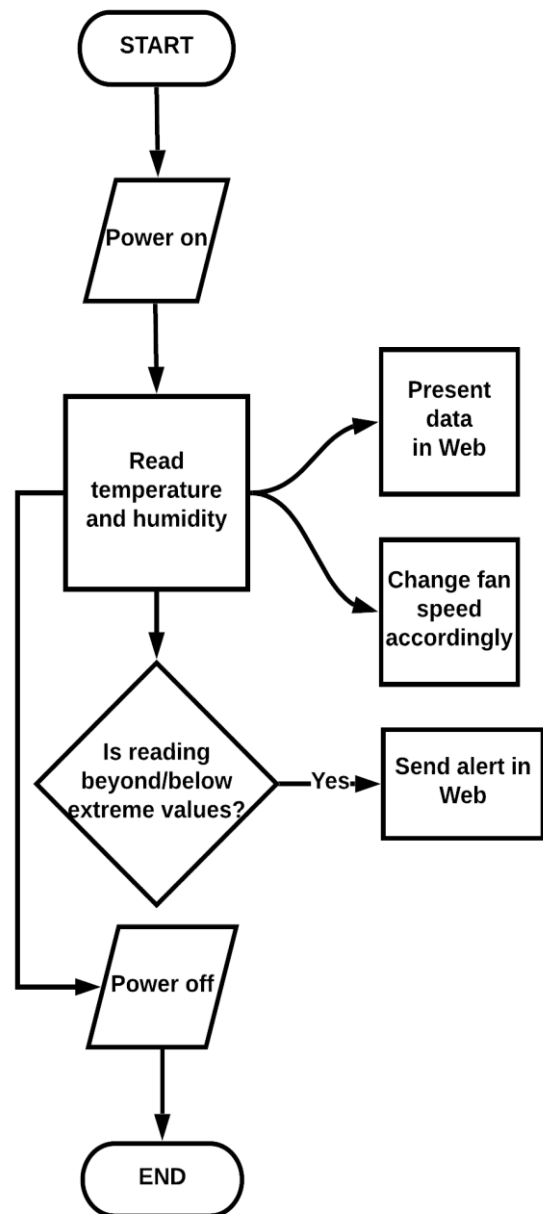 START
Power on
Read
temperature
and humidity
Present
data
in Web
Change fan
speed
accordingly
Is reading
beyond/below
extreme values?
Yes
Send alert in
Web
Power off
END